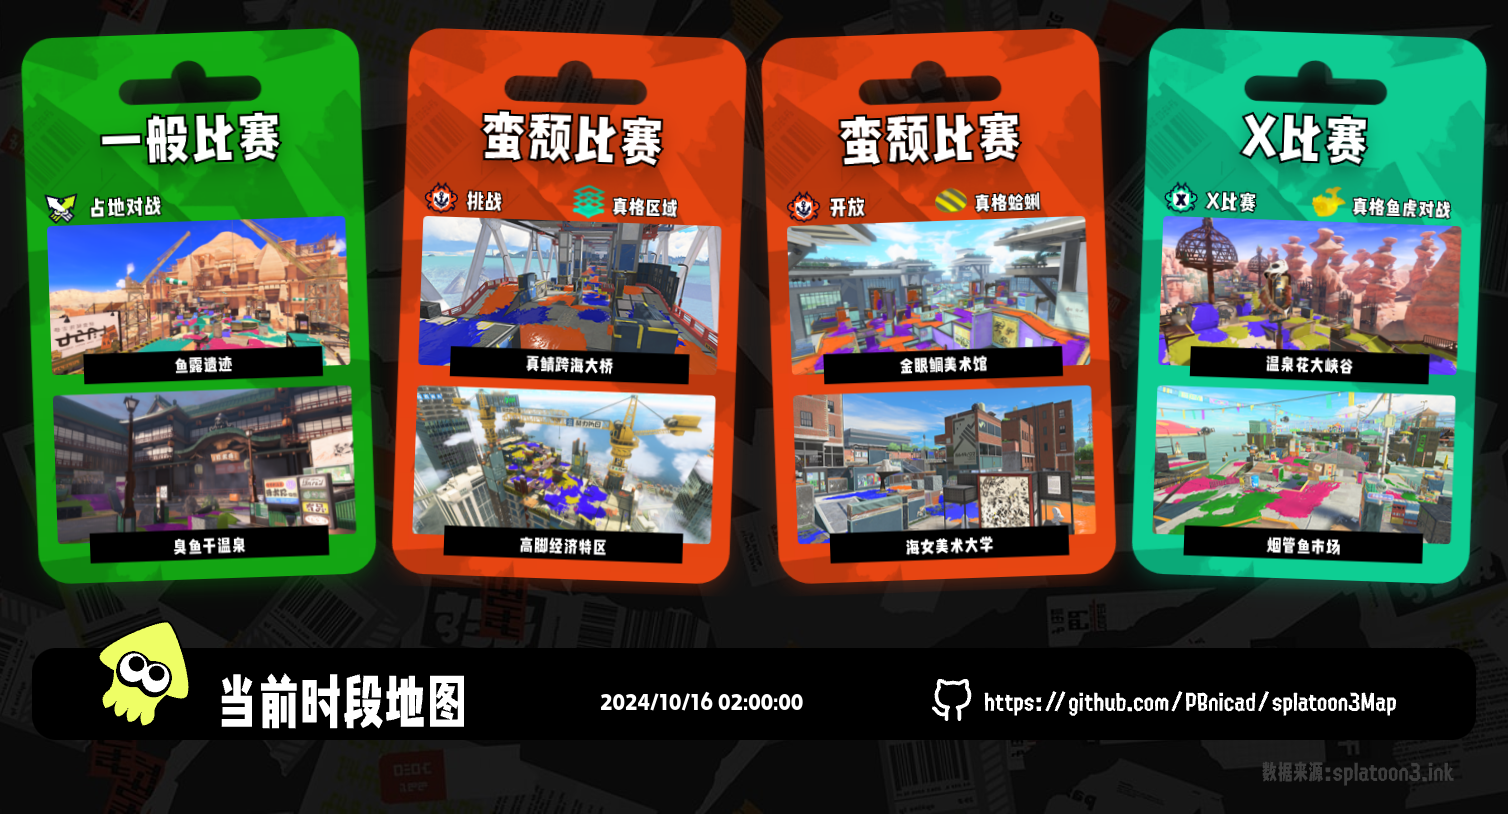 一般比赛
占地对战
鱼露遗迹
臭鱼干温泉
蛮颓比赛
挑战
真格区域
真鲭跨海大桥
高脚经济特区
蛮颓比赛
开放
真格蛤蜊
金眼鲷美术馆
海女美术大学
X比赛
X比赛
真格鱼虎对战
温泉花大峡谷
烟管鱼市场
当前时段地图
2024/10/16 02:00:00
https://github.com/PBnicad/splatoon3Map
数据来源:splatoon3.ink